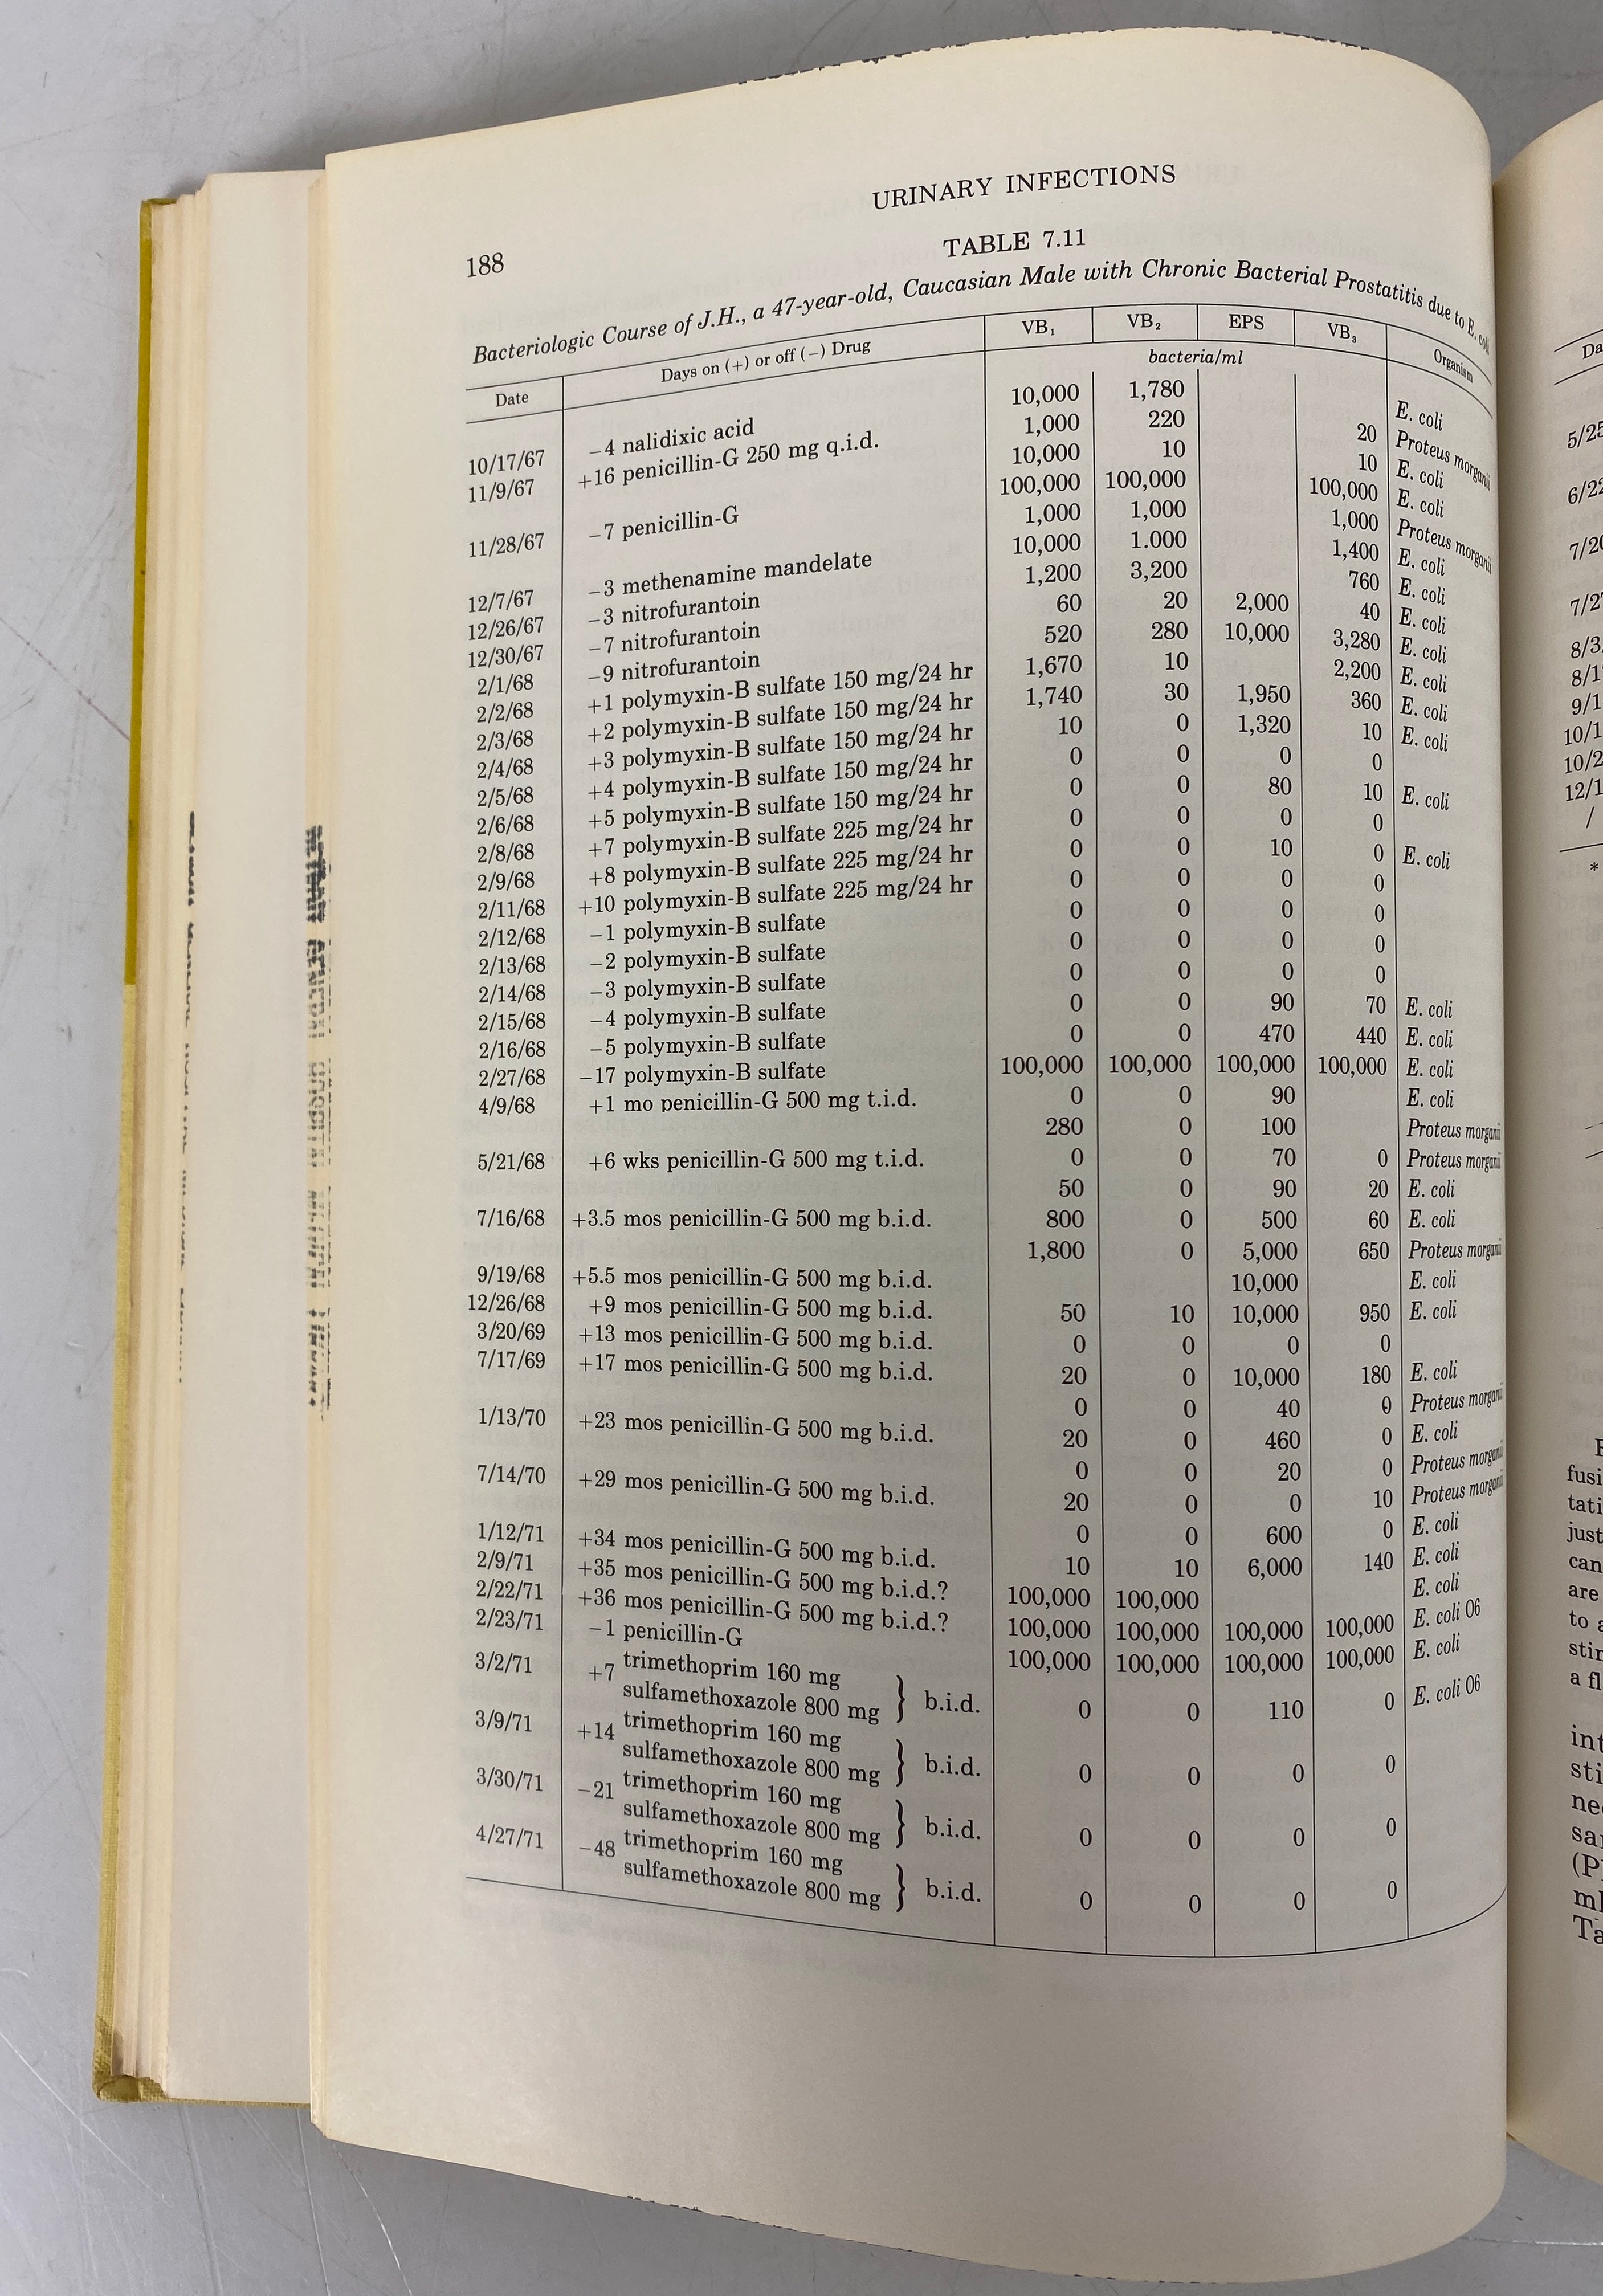 188
URINARY INFECTIONS
TABLE 7.11
Bacteriologic Course of J.H., a 47-year-old, Caucasian Male with Chronic Bacterial Prostatitis due to E. coli
Date Days on (+) or off (−) Drug VB₁ VB₂ EPS VB₃ Organism
bacteria/ml
10/17/67 −4 nalidixic acid 10,000 1,780 E. coli
11/9/67 +16 penicillin-G 250 mg q.i.d. 1,000 220 20 Proteus morganii
10,000 10 10 E. coli
11/28/67 −7 penicillin-G 100,000 100,000 100,000 E. coli
1,000 1,000 1,000 Proteus morganii
12/7/67 −3 methenamine mandelate 10,000 1.000 1,400 E. coli
12/26/67 −3 nitrofurantoin 1,200 3,200 760 E. coli
12/30/67 −7 nitrofurantoin 60 20 2,000 40 E. coli
2/1/68 −9 nitrofurantoin 520 280 10,000 3,280 E. coli
2/2/68 +1 polymyxin-B sulfate 150 mg/24 hr 1,670 10 2,200 E. coli
2/3/68 +2 polymyxin-B sulfate 150 mg/24 hr 1,740 30 1,950 360 E. coli
2/4/68 +3 polymyxin-B sulfate 150 mg/24 hr 10 0 1,320 10 E. coli
2/5/68 +4 polymyxin-B sulfate 150 mg/24 hr 0 0 0 0
2/6/68 +5 polymyxin-B sulfate 150 mg/24 hr 0 0 80 10 E. coli
2/8/68 +7 polymyxin-B sulfate 225 mg/24 hr 0 0 0 0
2/9/68 +8 polymyxin-B sulfate 225 mg/24 hr 0 0 10 0 E. coli
2/11/68 +10 polymyxin-B sulfate 225 mg/24 hr 0 0 0 0
2/12/68 −1 polymyxin-B sulfate 0 0 0 0
2/13/68 −2 polymyxin-B sulfate 0 0 0 0
2/14/68 −3 polymyxin-B sulfate 0 0 0 0
2/15/68 −4 polymyxin-B sulfate 0 0 90 70 E. coli
2/16/68 −5 polymyxin-B sulfate 0 0 470 440 E. coli
2/27/68 −17 polymyxin-B sulfate 100,000 100,000 100,000 100,000 E. coli
4/9/68 +1 mo penicillin-G 500 mg t.i.d. 0 0 90 E. coli
280 0 100 Proteus morganii
5/21/68 +6 wks penicillin-G 500 mg t.i.d. 0 0 70 0 Proteus morganii
50 0 90 20 E. coli
7/16/68 +3.5 mos penicillin-G 500 mg b.i.d. 800 0 500 60 E. coli
1,800 0 5,000 650 Proteus morganii
9/19/68 +5.5 mos penicillin-G 500 mg b.i.d. 10,000 E. coli
12/26/68 +9 mos penicillin-G 500 mg b.i.d. 50 10 10,000 950 E. coli
3/20/69 +13 mos penicillin-G 500 mg b.i.d. 0 0 0 0
7/17/69 +17 mos penicillin-G 500 mg b.i.d. 20 0 10,000 180 E. coli
0 0 40 0 Proteus morganii
1/13/70 +23 mos penicillin-G 500 mg b.i.d. 20 0 460 0 E. coli
0 0 20 0 Proteus morganii
7/14/70 +29 mos penicillin-G 500 mg b.i.d. 20 0 0 10 Proteus morganii
0 0 600 0 E. coli
1/12/71 +34 mos penicillin-G 500 mg b.i.d. 10 10 6,000 140 E. coli
2/9/71 +35 mos penicillin-G 500 mg b.i.d.? 100,000 100,000 E. coli
2/22/71 +36 mos penicillin-G 500 mg b.i.d.? 100,000 100,000 100,000 100,000 E. coli 06
2/23/71 −1 penicillin-G 100,000 100,000 100,000 100,000 E. coli
3/2/71 +7 trimethoprim 160 mg
sulfamethoxazole 800 mg } b.i.d. 0 0 110 0 E. coli 06
3/9/71 +14 trimethoprim 160 mg
sulfamethoxazole 800 mg } b.i.d. 0 0 0 0
3/30/71 −21 trimethoprim 160 mg
sulfamethoxazole 800 mg } b.i.d. 0 0 0 0
4/27/71 −48 trimethoprim 160 mg
sulfamethoxazole 800 mg } b.i.d. 0 0 0 0